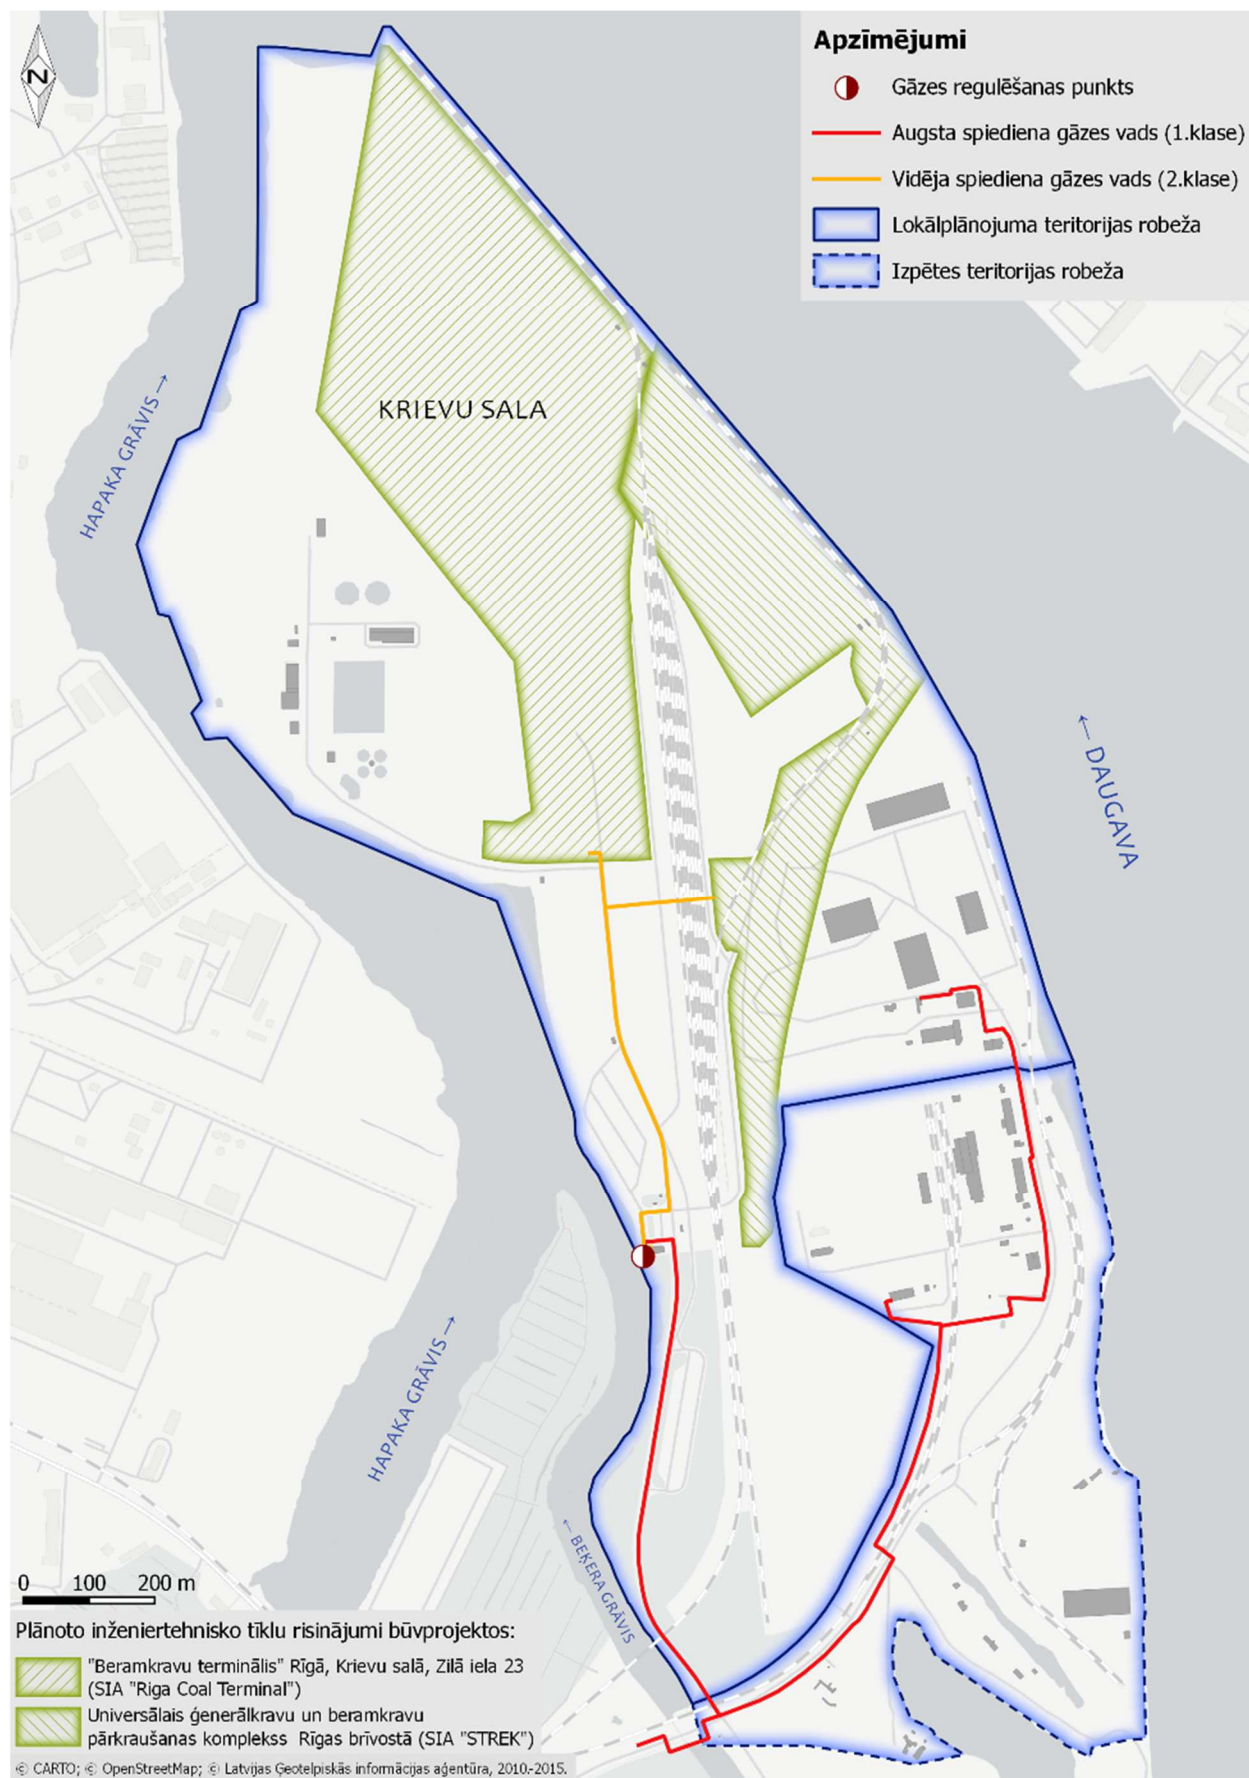 N
Apzīmējumi
Gāzes regulēšanas punkts
Augsta spiediena gāzes vads (1.klase)
Vidēja spiediena gāzes vads (2.klase)
Lokālplānojuma teritorijas robeža
Izpētes teritorijas robeža
HAPAKA GRĀVIS →
KRIEVU SALA
← DAUGAVA
HAPAKA GRĀVIS →
← BEĶERA GRĀVIS
0 100 200 m
Plānoto inženiertehnisko tīklu risinājumi būvprojektos:
"Beramkravu terminālis" Rīgā, Krievu salā, Zilā iela 23
(SIA "Riga Coal Terminal")
Universālais ģenerālkravu un beramkravu
pārkraušanas komplekss Rīgas brīvostā (SIA "STREK")
© CARTO; © OpenStreetMap; © Latvijas Ģeotelpiskās informācijas aģentūra, 2010.-2015.